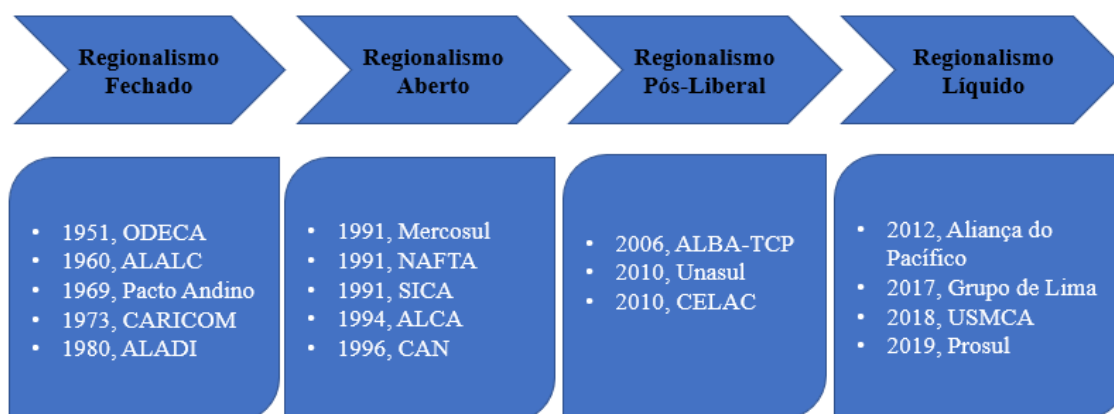 Regionalismo
Fechado
Regionalismo
Aberto
Regionalismo
Pós-Liberal
Regionalismo
Líquido
• 1951, ODECA
• 1960, ALALC
• 1969, Pacto Andino
• 1973, CARICOM
• 1980, ALADI
• 1991, Mercosul
• 1991, NAFTA
• 1991, SICA
• 1994, ALCA
• 1996, CAN
• 2006, ALBA-TCP
• 2010, Unasul
• 2010, CELAC
• 2012, Aliança do
Pacífico
• 2017, Grupo de Lima
• 2018, USMCA
• 2019, Prosul